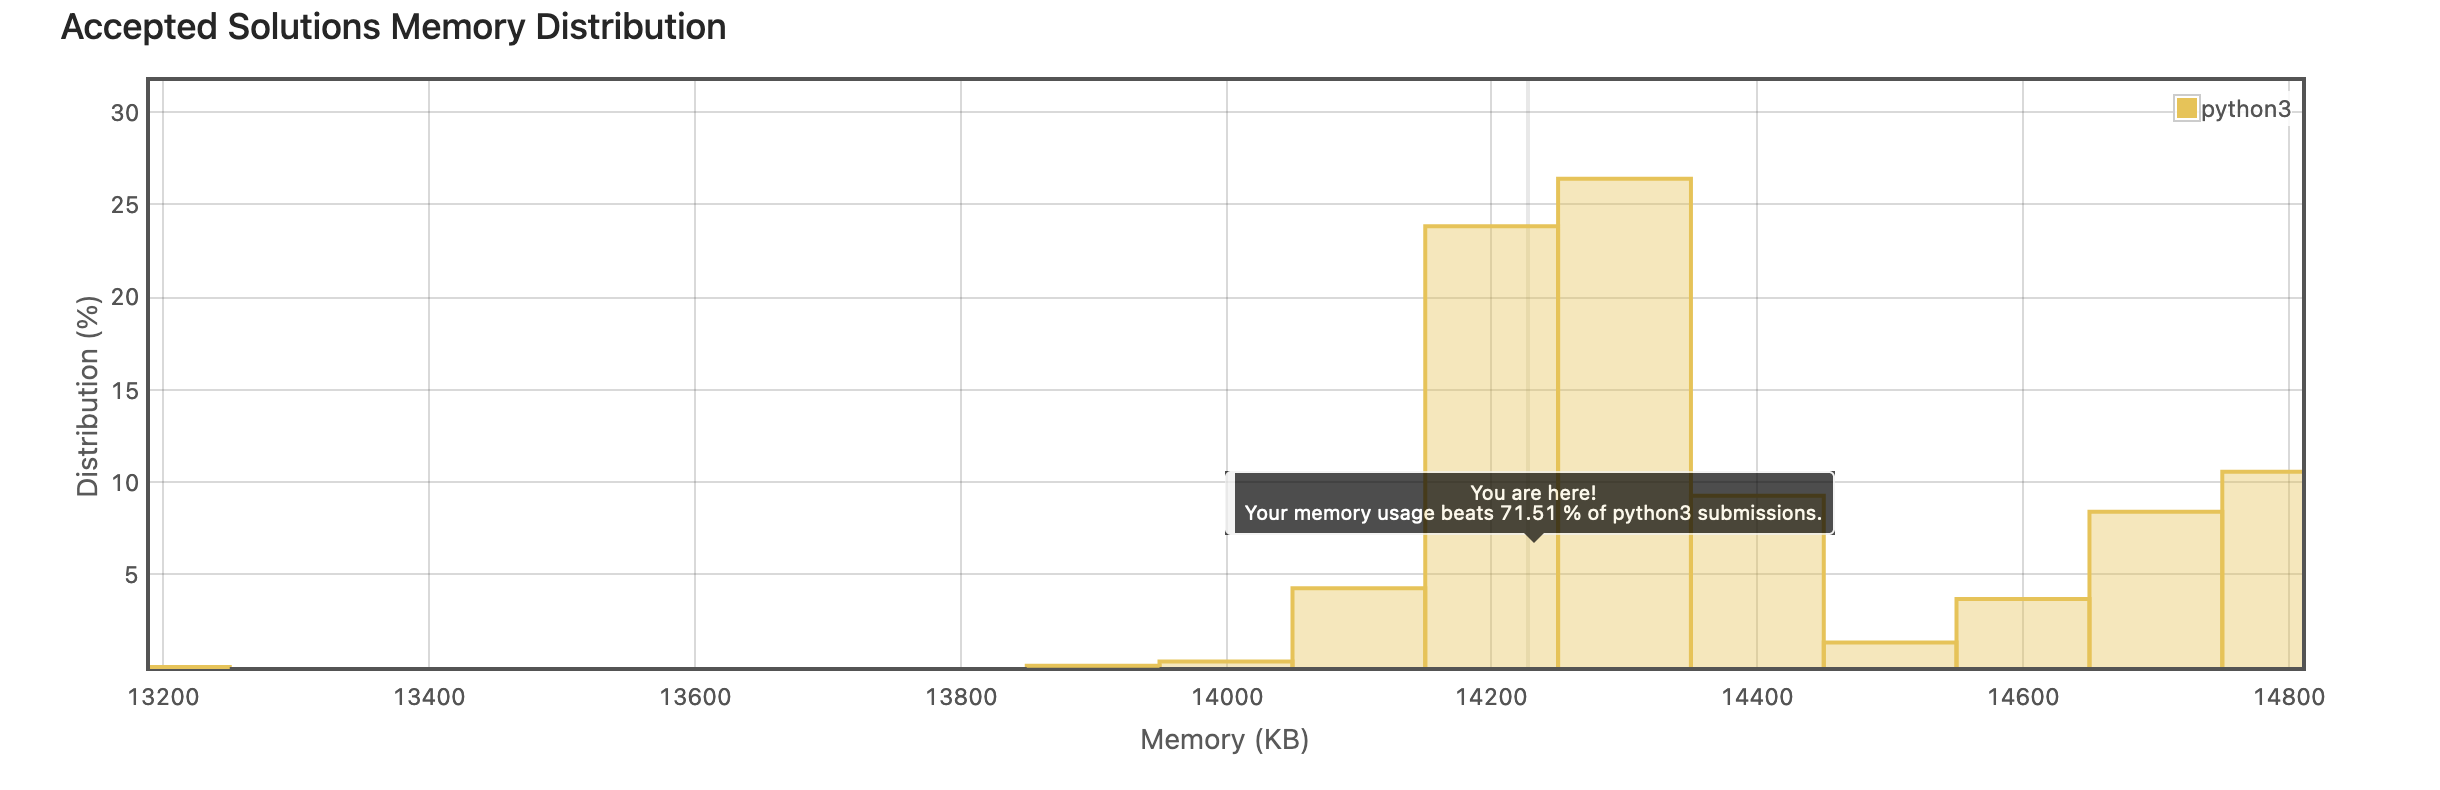 Accepted Solutions Memory Distribution
30
25
20
15
10
5
Distribution (%)
python3
You are here!
Your memory usage beats 71.51 % of python3 submissions.
13200 13400 13600 13800 14000 14200 14400 14600 14800
Memory (KB)